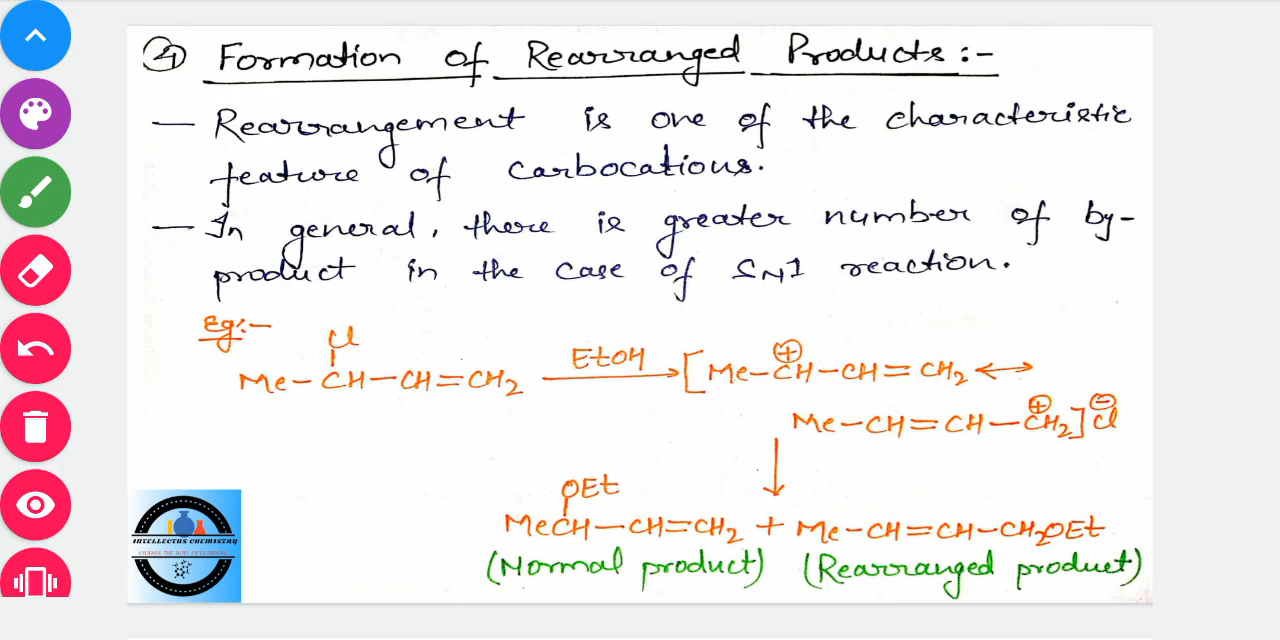 ④ Formation of Rearranged Products :-
— Rearrangement is one of the characteristic
feature of carbocations.
— In general, there is greater number of by-
product in the case of SN1 reaction.
Eg:-
Cl
Me-CH-CH=CH₂ EtOH → [Me-CH-CH=CH₂ ↔
⊕
Me-CH=CH-CH₂] Cl
⊕ ⊖
↓
OEt
MeCH-CH=CH₂ + Me-CH=CH-CH₂OEt
(Normal product) (Rearranged product)
INTELLECTUS CHEMISTRY